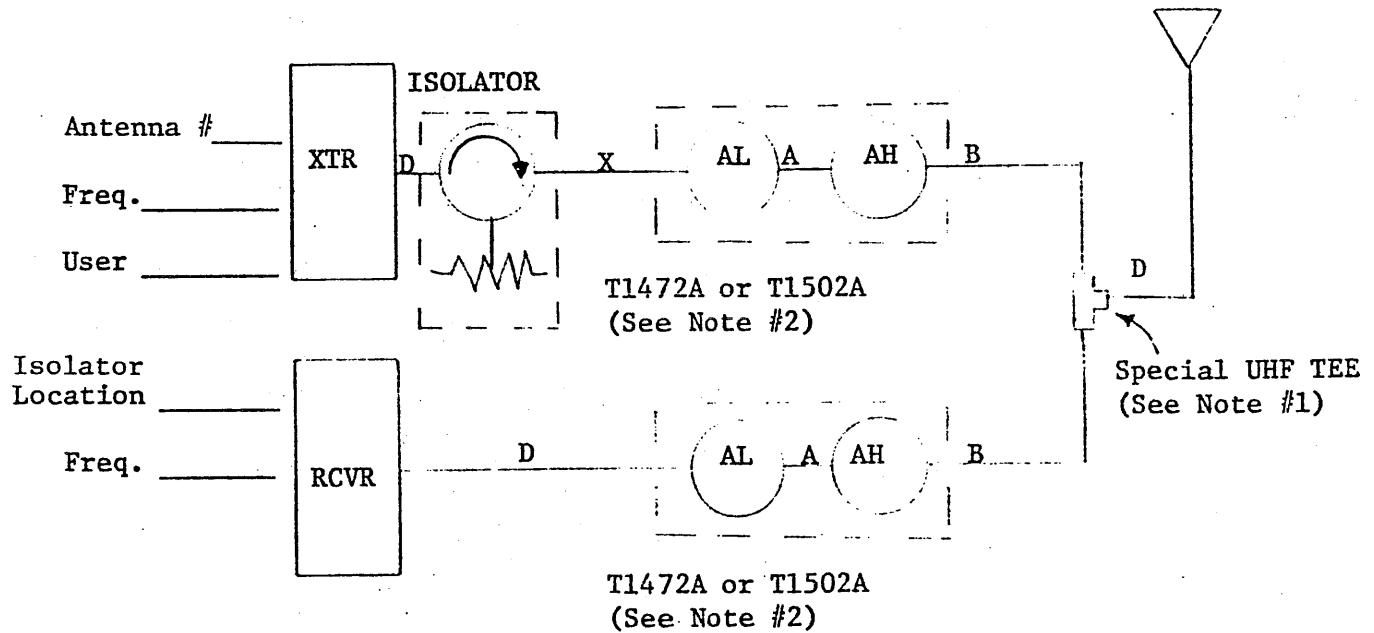 ISOLATOR
Antenna #
XTR
D
X
AL
A
AH
B
Freq.
User
T1472A or T1502A
(See Note #2)
D
Special UHF TEE
(See Note #1)
Isolator
Location
Freq.
RCVR
D
AL
A
AH
B
T1472A or T1502A
(See Note #2)